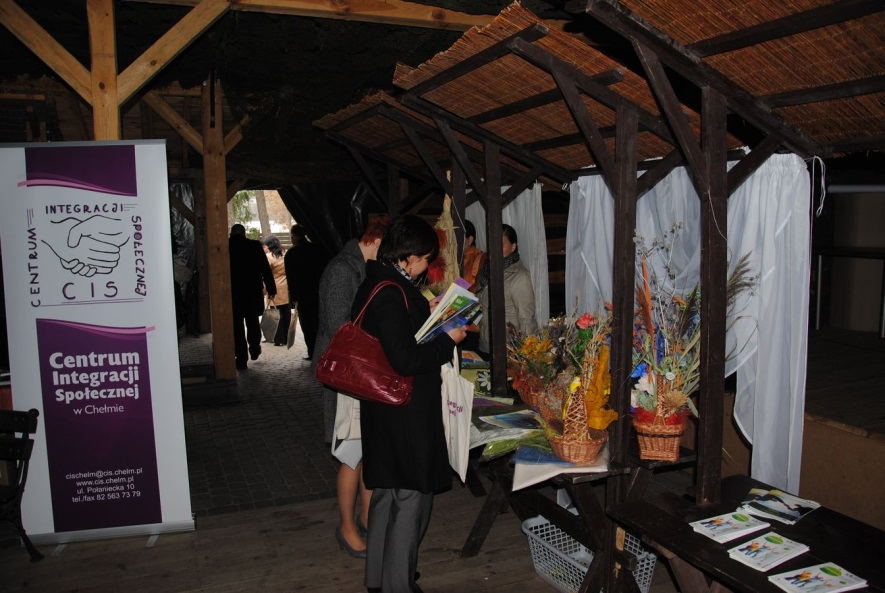 CENTRUM
INTEGRACJI
SPOŁECZNEJ
CIS
Centrum
Integracji
Społecznej
w Chełmie
cischelm@cis.chelm.pl
www.cis.chelm.pl
ul. Połaniecka 10
tel./fax 82 563 73 79